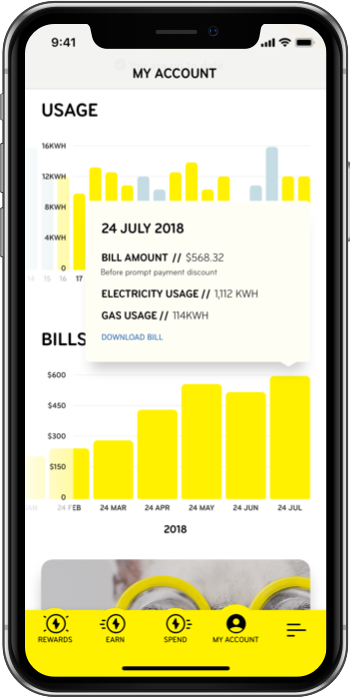 9:41
MY ACCOUNT
USAGE
16KWH
12KWH
8KWH
4KWH
0
14 15 16 17
24 JULY 2018
BILL AMOUNT // $568.32
Before prompt payment discount
ELECTRICITY USAGE // 1,112 KWH
GAS USAGE // 114KWH
DOWNLOAD BILL
BILLS
$600
$450
$300
$150
0
24 FEB 24 MAR 24 APR 24 MAY 24 JUN 24 JUL
2018
REWARDS EARN SPEND MY ACCOUNT